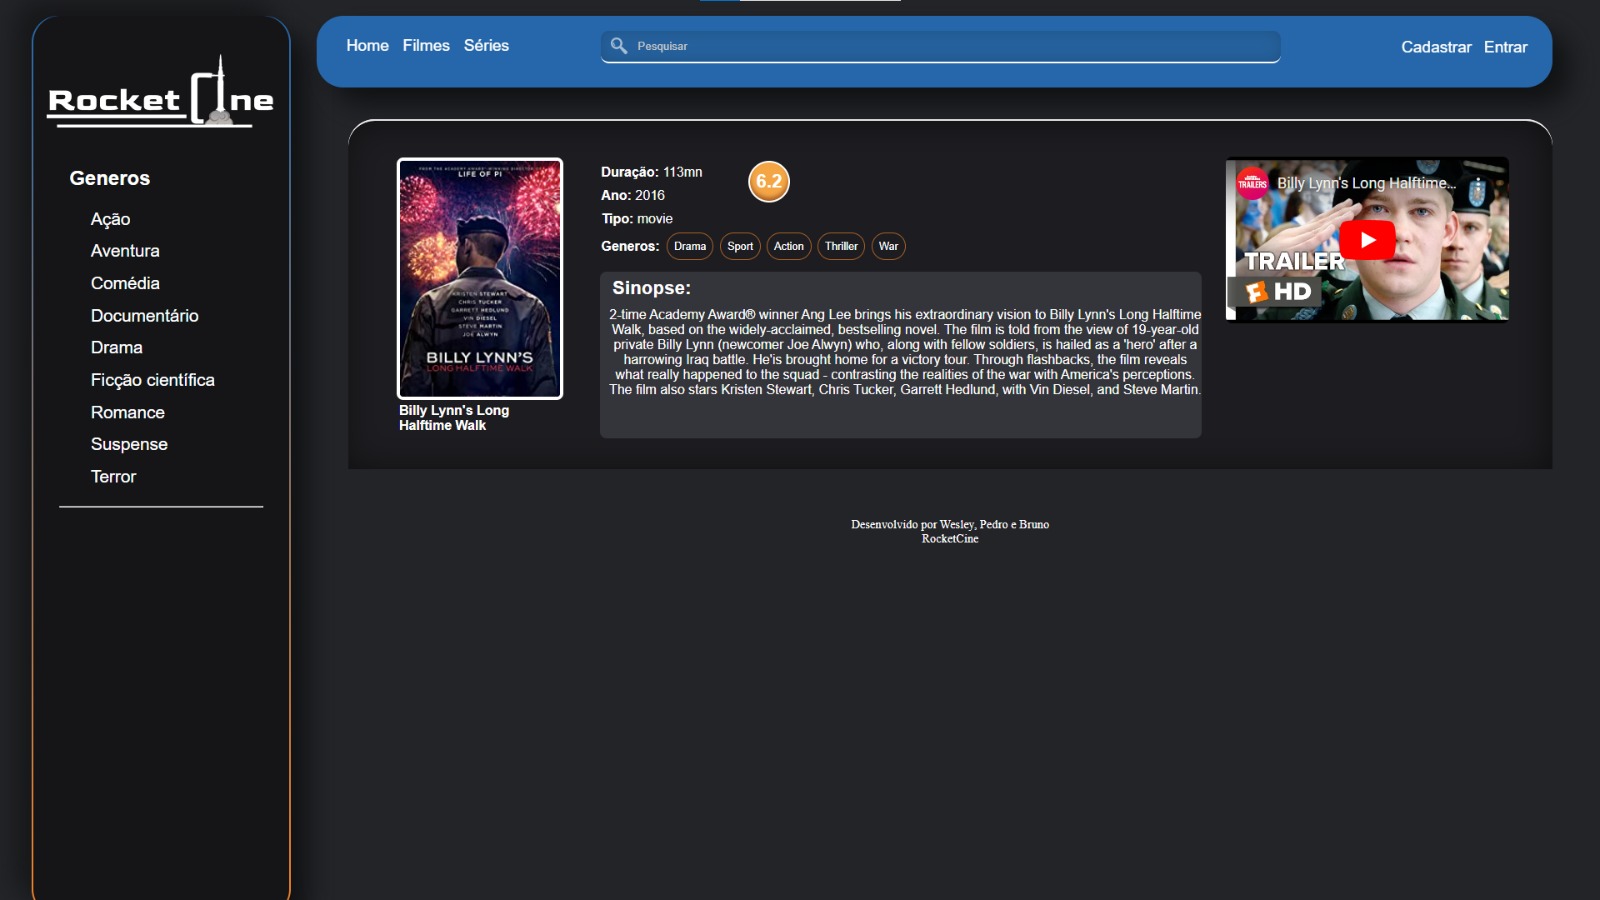 Rocket Cine
Generos
Ação
Aventura
Comédia
Documentário
Drama
Ficção científica
Romance
Suspense
Terror
Home Filmes Séries
Pesquisar
Cadastrar Entrar
LIFE OF PI
KRISTEN STEWART
CHRIS TUCKER
GARRETT HEDLUND
VIN DIESEL
STEVE MARTIN
JOE ALWYN
BILLY LYNN'S
LONG HALFTIME WALK
Billy Lynn's Long
Halftime Walk
Duração: 113mn
6.2
Ano: 2016
Tipo: movie
Generos: Drama Sport Action Thriller War
Sinopse:
2-time Academy Award® winner Ang Lee brings his extraordinary vision to Billy Lynn's Long Halftime
Walk, based on the widely-acclaimed, bestselling novel. The film is told from the view of 19-year-old
private Billy Lynn (newcomer Joe Alwyn) who, along with fellow soldiers, is hailed as a 'hero' after a
harrowing Iraq battle. He'is brought home for a victory tour. Through flashbacks, the film reveals
what really happened to the squad - contrasting the realities of the war with America's perceptions.
The film also stars Kristen Stewart, Chris Tucker, Garrett Hedlund, with Vin Diesel, and Steve Martin.
TRAILERS
Billy Lynn's Long Halftime...
TRAILER
F HD
Desenvolvido por Wesley, Pedro e Bruno
RocketCine